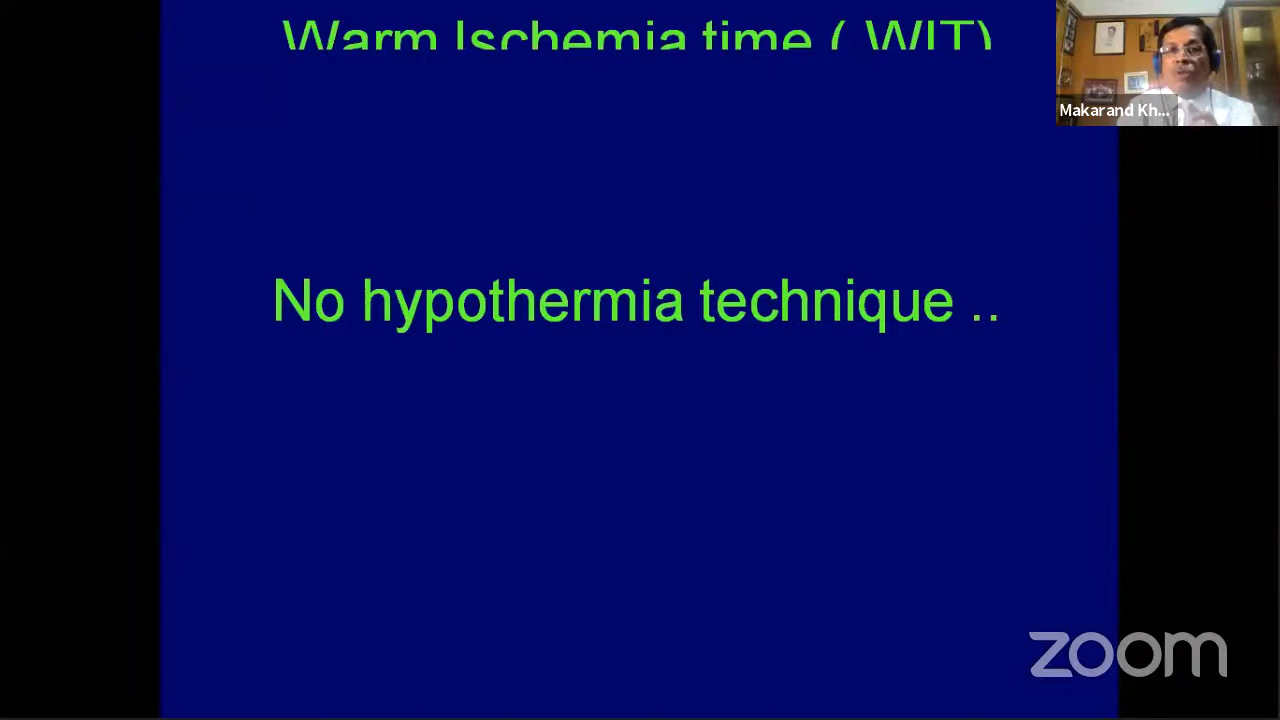 Warm Ischemia time ( WIT)
Makarand Kh...
No hypothermia technique ..
zoom